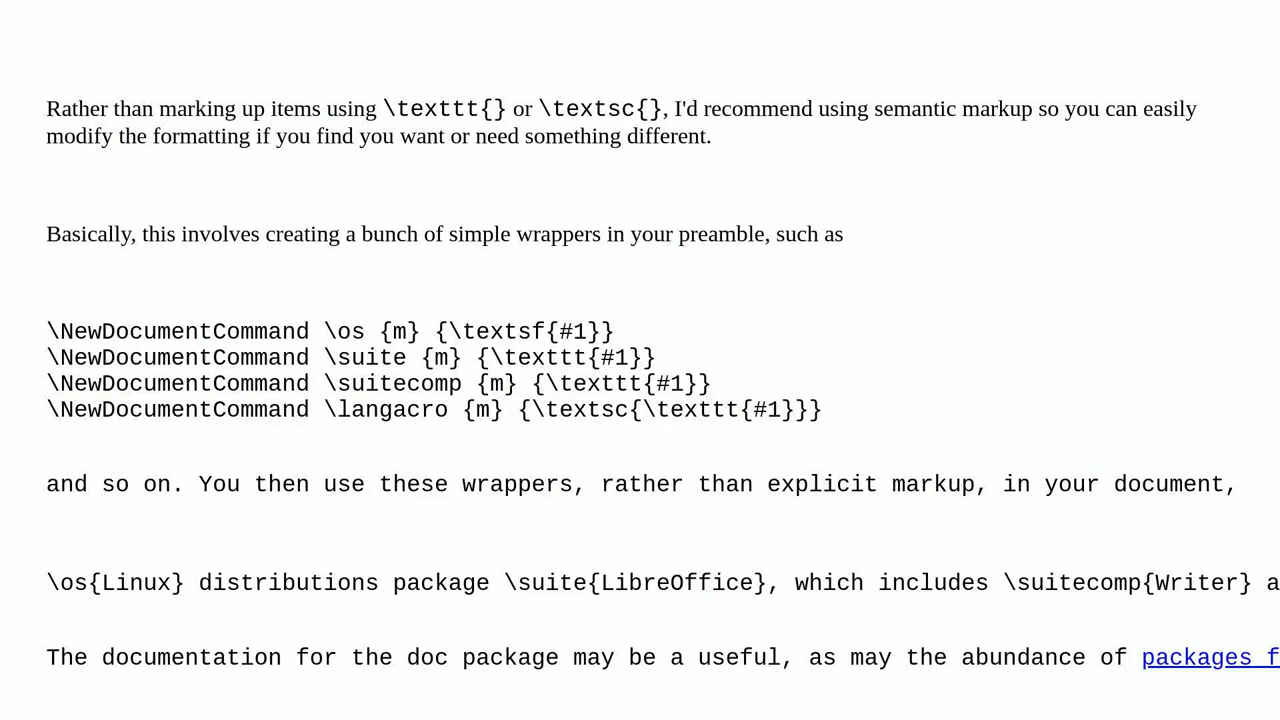 Rather than marking up items using \texttt{} or \textsc{}, I'd recommend using semantic markup so you can easily
modify the formatting if you find you want or need something different.
Basically, this involves creating a bunch of simple wrappers in your preamble, such as
\NewDocumentCommand \os {m} {\textsf{#1}}
\NewDocumentCommand \suite {m} {\texttt{#1}}
\NewDocumentCommand \suitecomp {m} {\texttt{#1}}
\NewDocumentCommand \langacro {m} {\textsc{\texttt{#1}}}
and so on. You then use these wrappers, rather than explicit markup, in your document,
\os{Linux} distributions package \suite{LibreOffice}, which includes \suitecomp{Writer}
The documentation for the doc package may be a useful, as may the abundance of packages